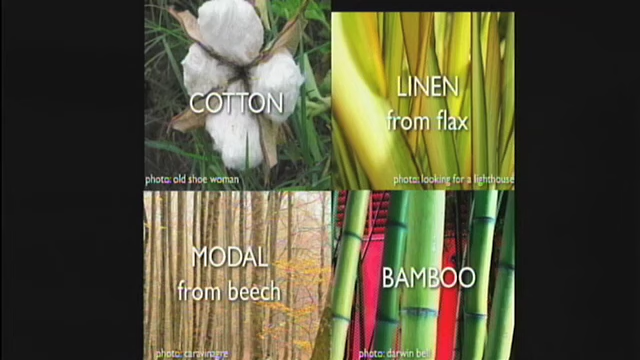 COTTON
photo: old shoe woman
LINEN
from flax
photo: looking for a lighthouse
MODAL
from beech
photo: caravinagre
BAMBOO
photo: darwin bell